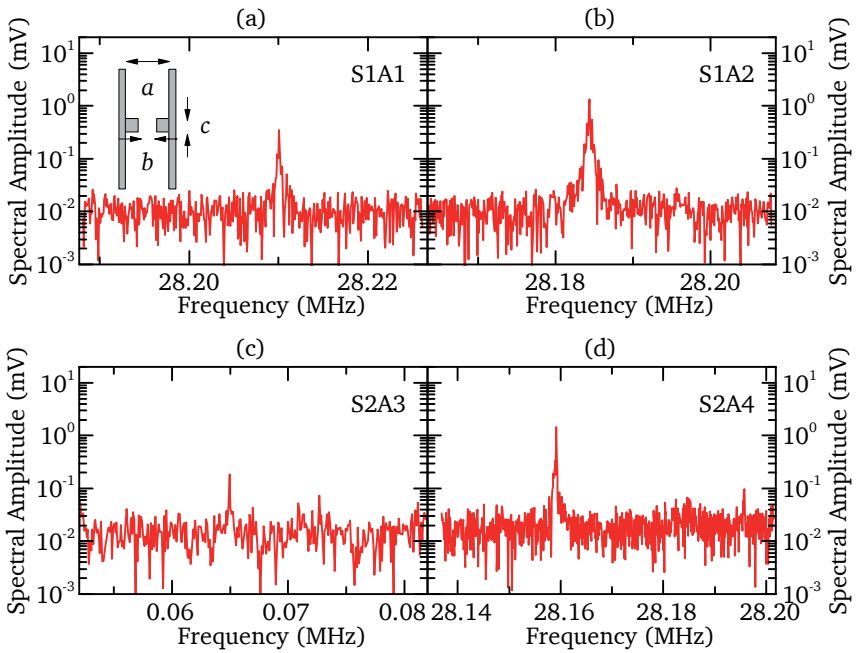 (a)
(b)
Spectral Amplitude (mV)
10^1
10^0
10^-1
10^-2
10^-3
S1A1
a
b
c
28.20
28.22
Frequency (MHz)
S1A2
28.18
28.20
Frequency (MHz)
10^1
10^0
10^-1
10^-2
10^-3
Spectral Amplitude (mV)
(c)
(d)
Spectral Amplitude (mV)
10^1
10^0
10^-1
10^-2
10^-3
S2A3
0.06
0.07
0.08
Frequency (MHz)
S2A4
28.14
28.16
28.18
28.20
Frequency (MHz)
10^1
10^0
10^-1
10^-2
10^-3
Spectral Amplitude (mV)